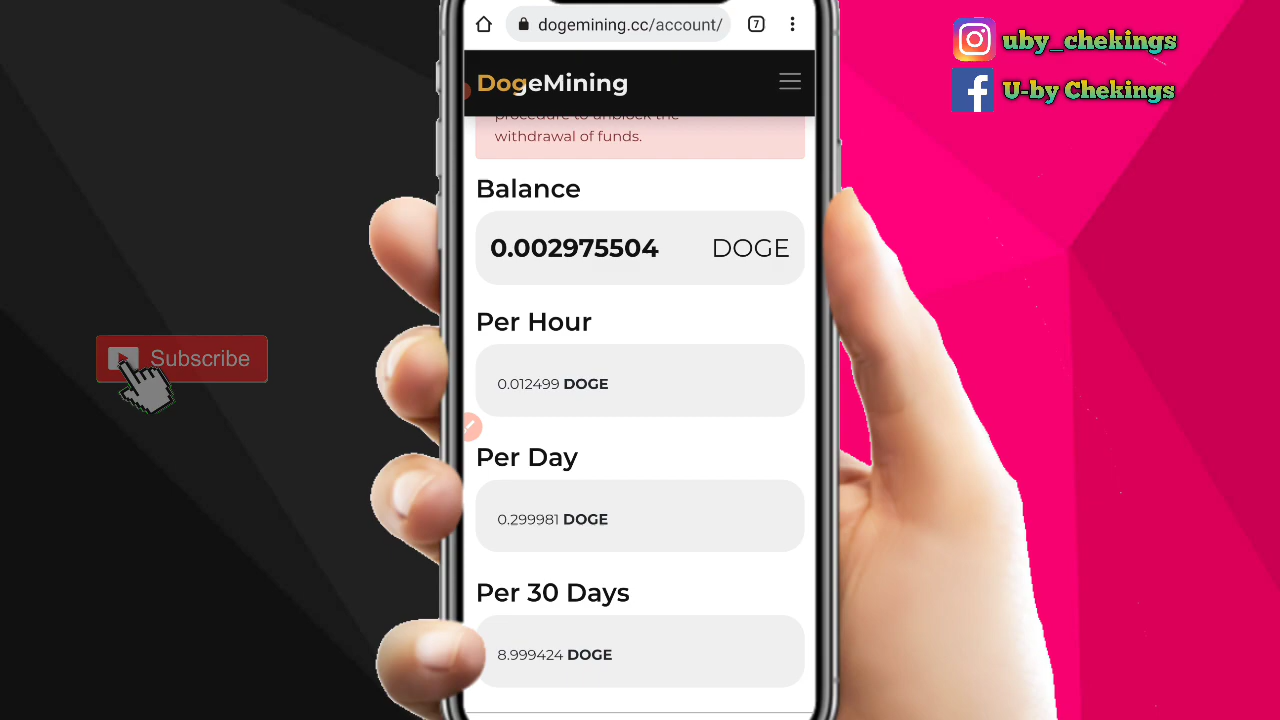 dogemining.cc/account/
7
uby_chekings
U-by Chekings
DogeMining
procedure to unblock the
withdrawal of funds.
Balance
0.002975504 DOGE
Per Hour
0.012499 DOGE
Subscribe
Per Day
0.299981 DOGE
Per 30 Days
8.999424 DOGE